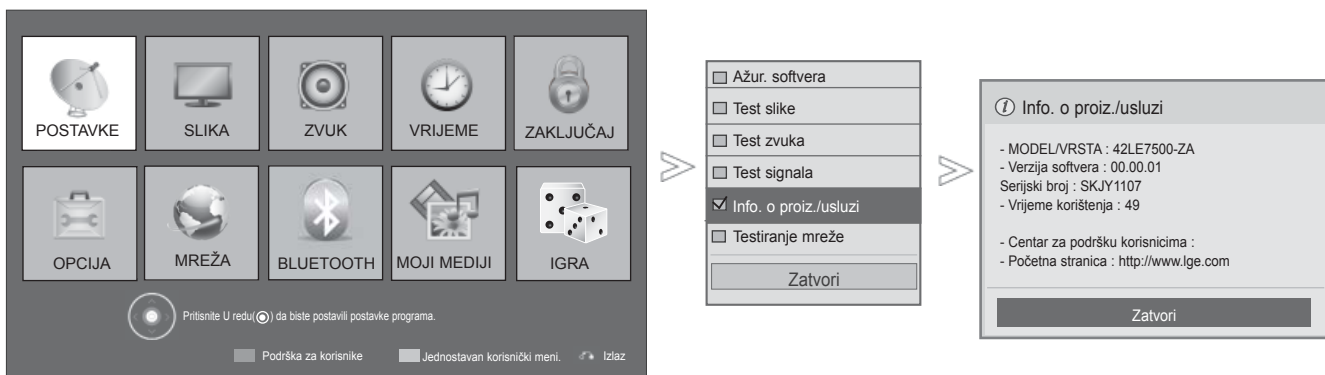 POSTAVKE SLIKA ZVUK VRIJEME ZAKLJUČAJ
OPCIJA MREŽA BLUETOOTH MOJI MEDIJI IGRA
Pritisnite U redu(◉) da biste postavili postavke programa.
Podrška za korisnike Jednostavan korisnički meni. Izlaz
Ažur. softvera
Test slike
Test zvuka
Test signala
Info. o proiz./usluzi
Testiranje mreže
Zatvori
i Info. o proiz./usluzi
- MODEL/VRSTA : 42LE7500-ZA
- Verzija softvera : 00.00.01
Serijski broj : SKJY1107
- Vrijeme korištenja : 49
- Centar za podršku korisnicima :
- Početna stranica : http://www.lge.com
Zatvori